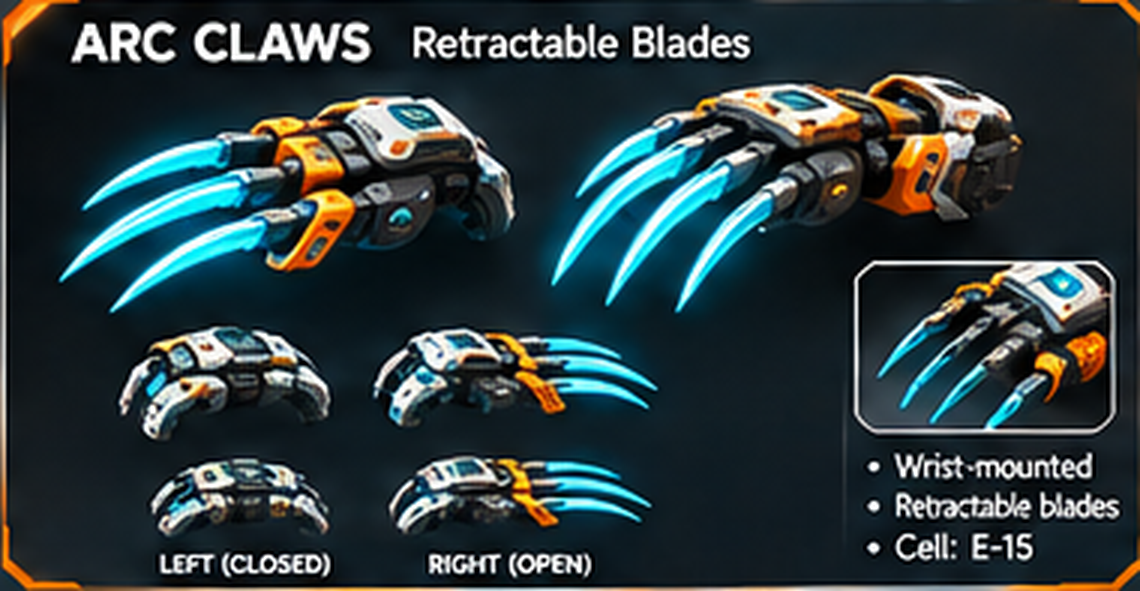 ARC CLAWS Retractable Blades
LEFT (CLOSED)
RIGHT (OPEN)
• Wrist-mounted
• Retractable blades
• Cell: E-15